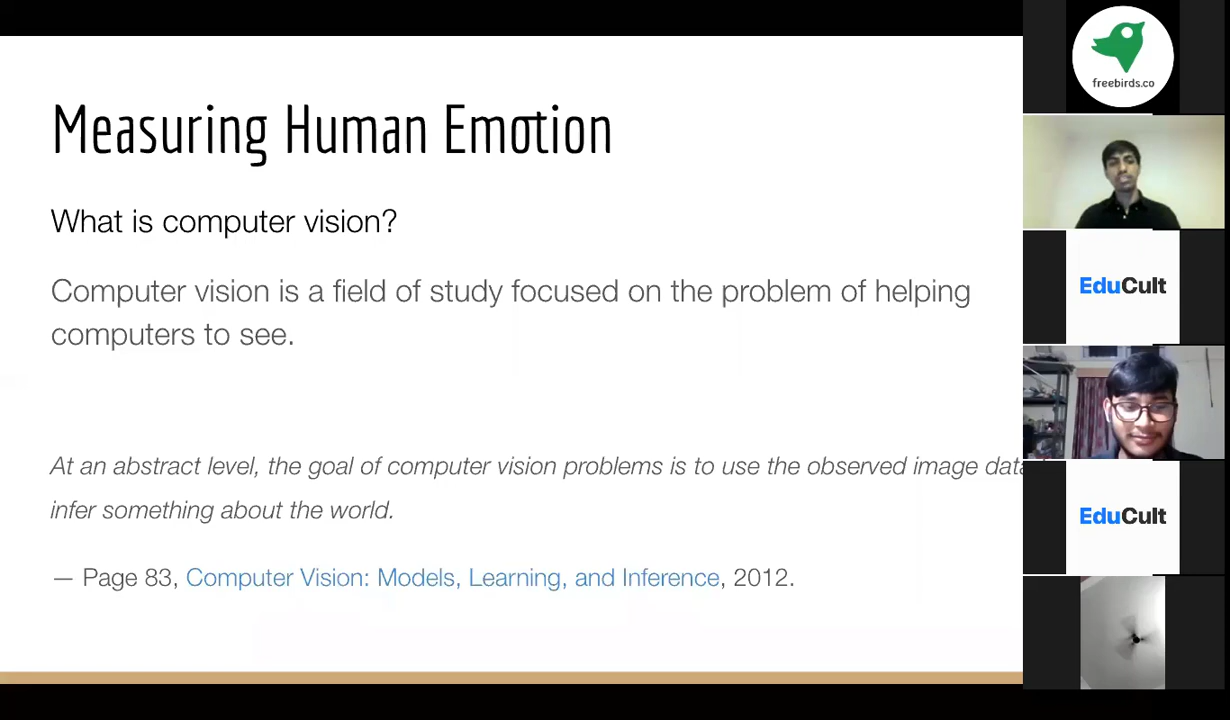 Measuring Human Emotion
What is computer vision?
Computer vision is a field of study focused on the problem of helping
computers to see.
At an abstract level, the goal of computer vision problems is to use the observed image data
infer something about the world.
— Page 83, Computer Vision: Models, Learning, and Inference, 2012.
freebirds.co
EduCult
EduCult